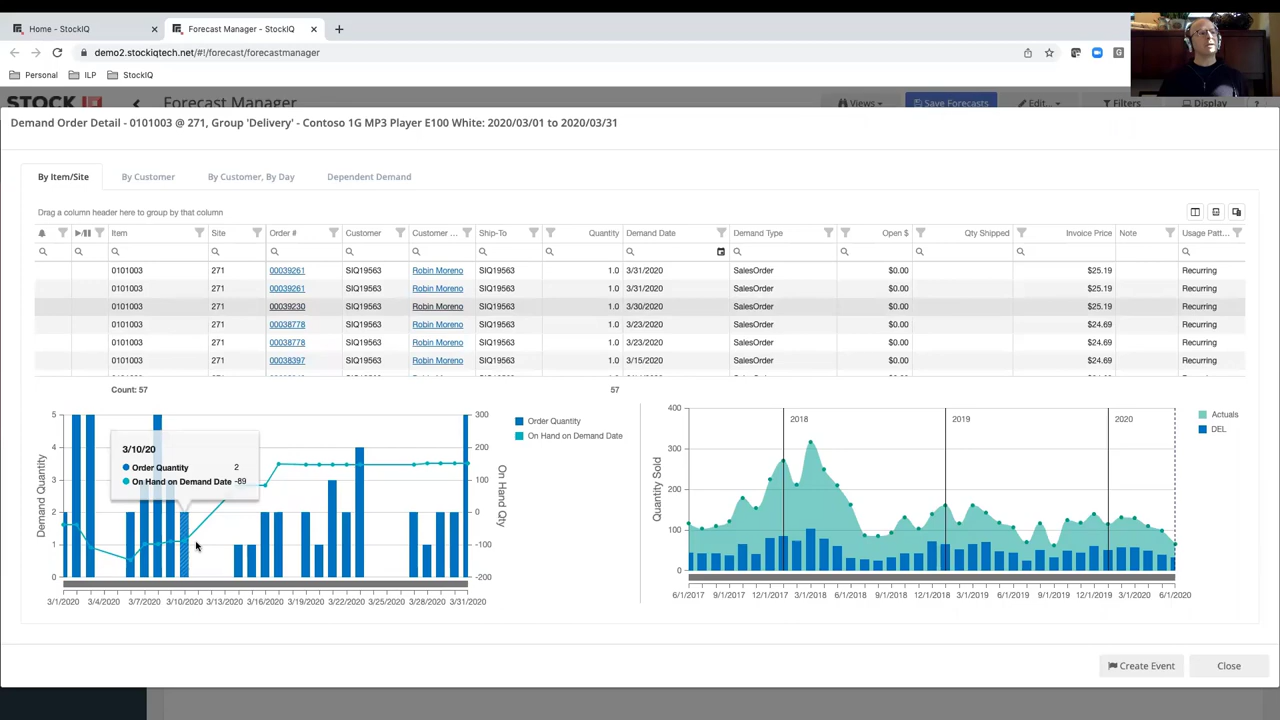 Home - StockIQ
Forecast Manager - StockIQ
demo2.stockiqtech.net/#!/forecast/forecastmanager
Personal
ILP
StockIQ
STOCK IQ
Forecast Manager
Views
Save Forecasts
Edit...
Filters
Display
?
Demand Order Detail - 0101003 @ 271, Group 'Delivery' - Contoso 1G MP3 Player E100 White: 2020/03/01 to 2020/03/31
By Item/Site
By Customer
By Customer, By Day
Dependent Demand
Drag a column header here to group by that column
Item Site Order # Customer Customer ... Ship-To Quantity Demand Date Demand Type Open $ Qty Shipped Invoice Price Note Usage Patt...
0101003 271 00039261 SIQ19563 Robin Moreno SIQ19563 1.0 3/31/2020 SalesOrder $0.00 $25.19 Recurring
0101003 271 00039261 SIQ19563 Robin Moreno SIQ19563 1.0 3/31/2020 SalesOrder $0.00 $25.19 Recurring
0101003 271 00039230 SIQ19563 Robin Moreno SIQ19563 1.0 3/30/2020 SalesOrder $0.00 $25.19 Recurring
0101003 271 00038778 SIQ19563 Robin Moreno SIQ19563 1.0 3/23/2020 SalesOrder $0.00 $24.69 Recurring
0101003 271 00038778 SIQ19563 Robin Moreno SIQ19563 1.0 3/23/2020 SalesOrder $0.00 $24.69 Recurring
0101003 271 00038397 SIQ19563 Robin Moreno SIQ19563 1.0 3/15/2020 SalesOrder $0.00 $24.69 Recurring
Count: 57
57
Demand Quantity
5
4
3
2
1
0
3/10/20
Order Quantity 2
On Hand on Demand Date -89
300
200
100
0
-100
-200
On Hand Qty
3/1/2020 3/4/2020 3/7/2020 3/10/2020 3/13/2020 3/16/2020 3/19/2020 3/22/2020 3/25/2020 3/28/2020 3/31/2020
Order Quantity
On Hand on Demand Date
Quantity Sold
400
300
200
100
0
2018
2019
2020
6/1/2017 9/1/2017 12/1/2017 3/1/2018 6/1/2018 9/1/2018 12/1/2018 3/1/2019 6/1/2019 9/1/2019 12/1/2019 3/1/2020 6/1/2020
Actuals
DEL
Create Event
Close